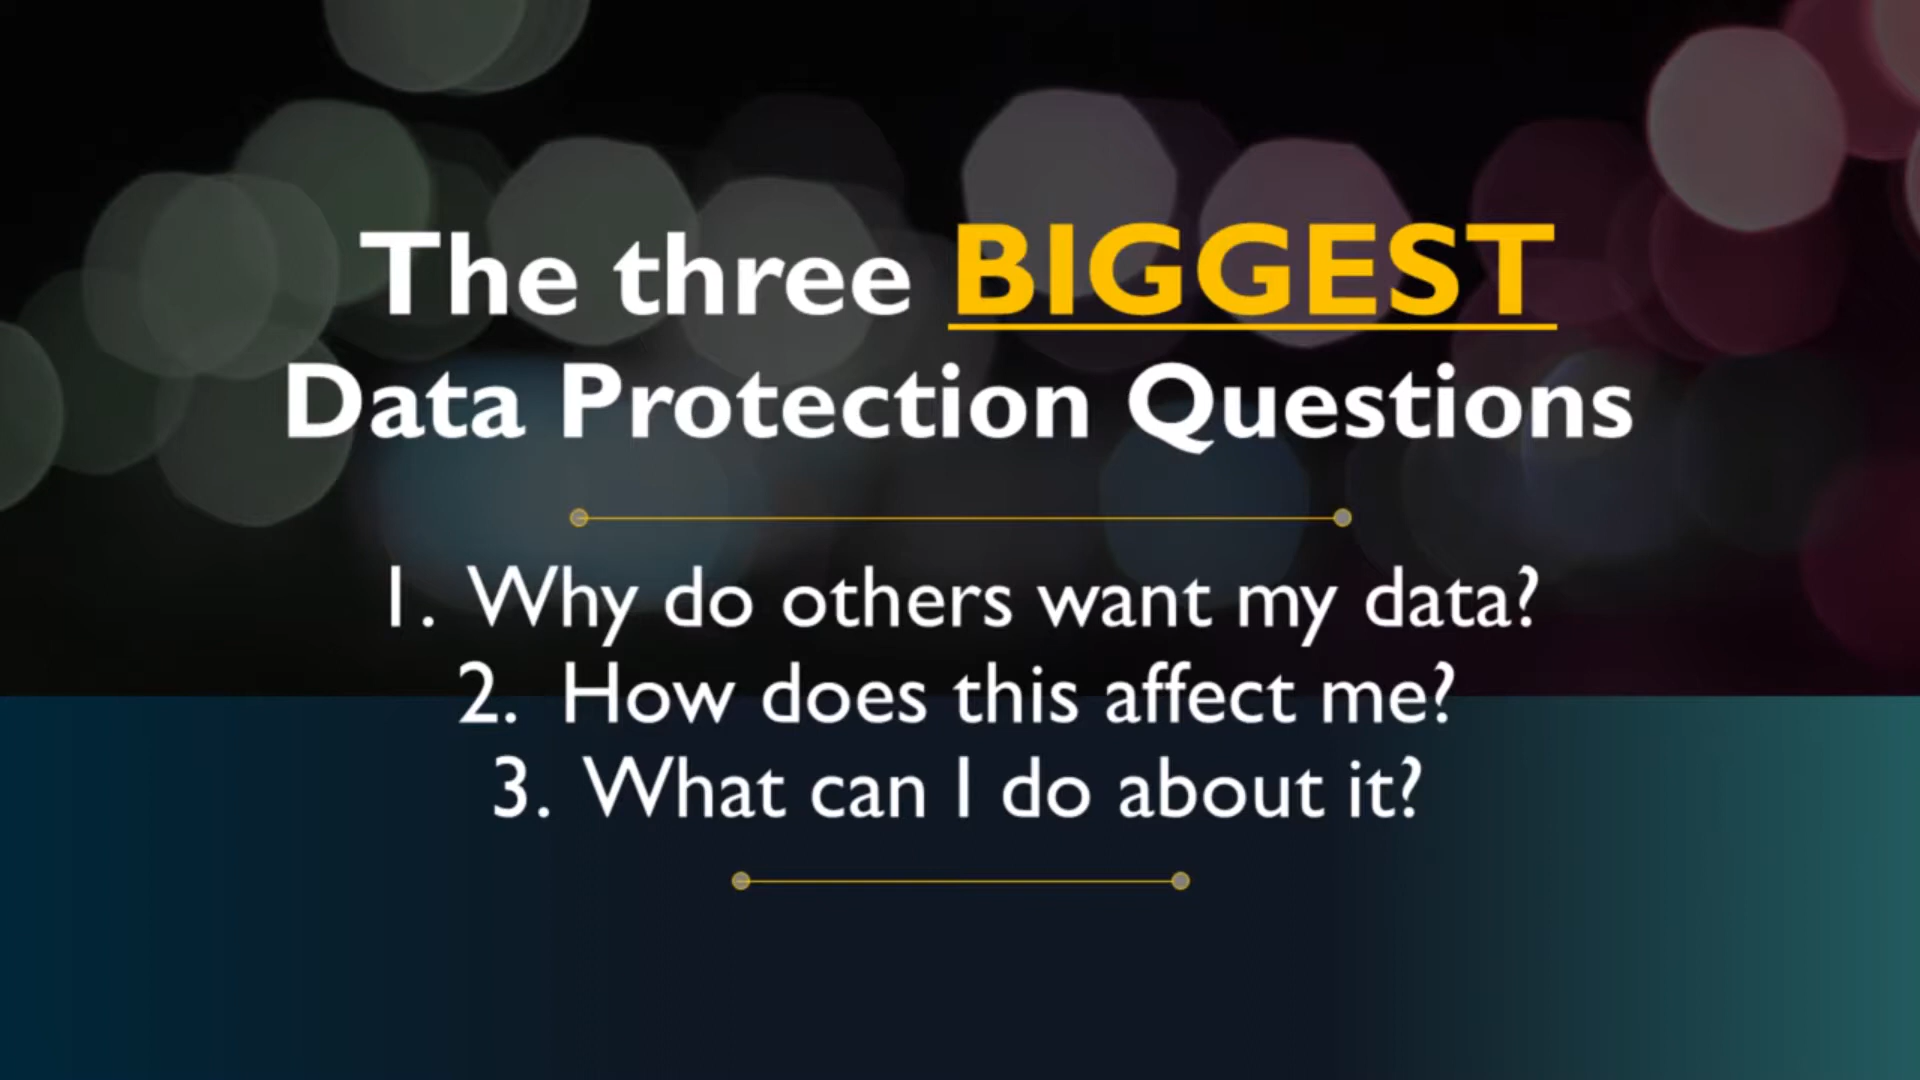 The three BIGGEST
Data Protection Questions
1. Why do others want my data?
2. How does this affect me?
3. What can I do about it?